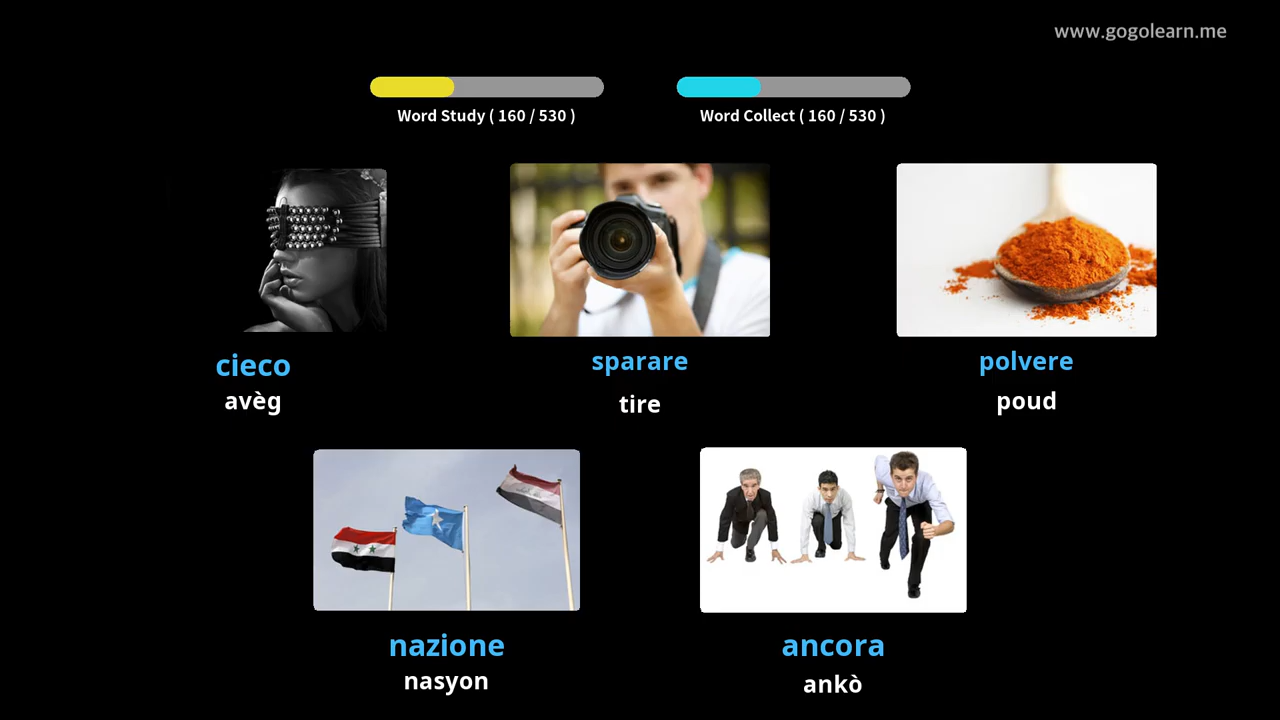 www.gogolearn.me
Word Study ( 160 / 530 )
Word Collect ( 160 / 530 )
cieco
avèg
sparare
tire
polvere
poud
nazione
nasyon
ancora
ankò